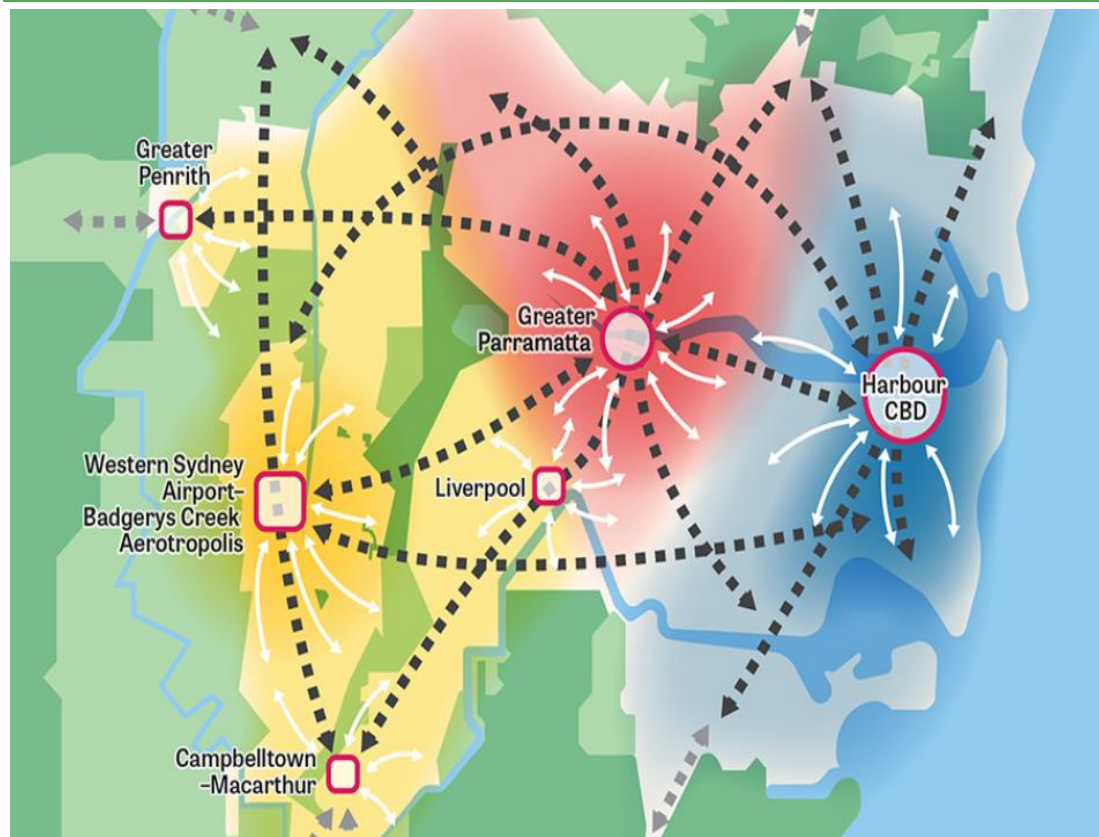 Greater
Penrith
Greater
Parramatta
Harbour
CBD
Western Sydney
Airport–
Badgerys Creek
Aerotropolis
Liverpool
Campbelltown
–Macarthur